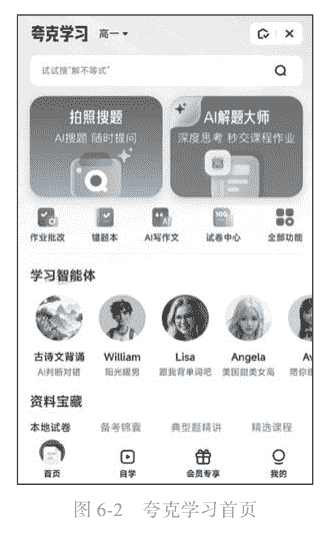 夸克学习 高一
试试搜"解不等式"
拍照搜题
AI搜题 随时提问
AI解题大师
深度思考 秒交课程作业
作业批改 错题本 AI写作文 试卷中心 全部功能
学习智能体
古诗文背诵 William Lisa Angela
AI判断对错 阳光暖男 跟我背单词吧 美国甜美女高 陪你
资料宝藏
本地试卷 备考锦囊 典型题精讲 精选课程
首页 自学 会员专享 我的
图 6-2 夸克学习首页